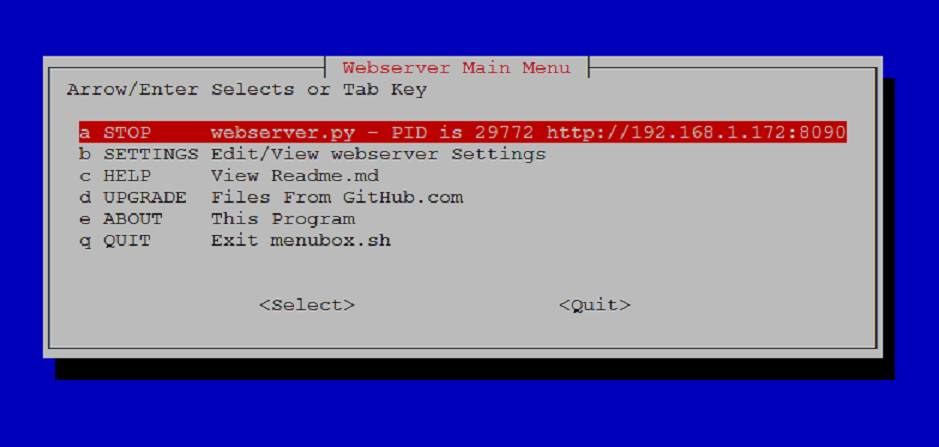 Webserver Main Menu
Arrow/Enter Selects or Tab Key
a STOP webserver.py - PID is 29772 http://192.168.1.172:8090
b SETTINGS Edit/View webserver Settings
c HELP View Readme.md
d UPGRADE Files From GitHub.com
e ABOUT This Program
q QUIT Exit menubox.sh
<Select> <Quit>